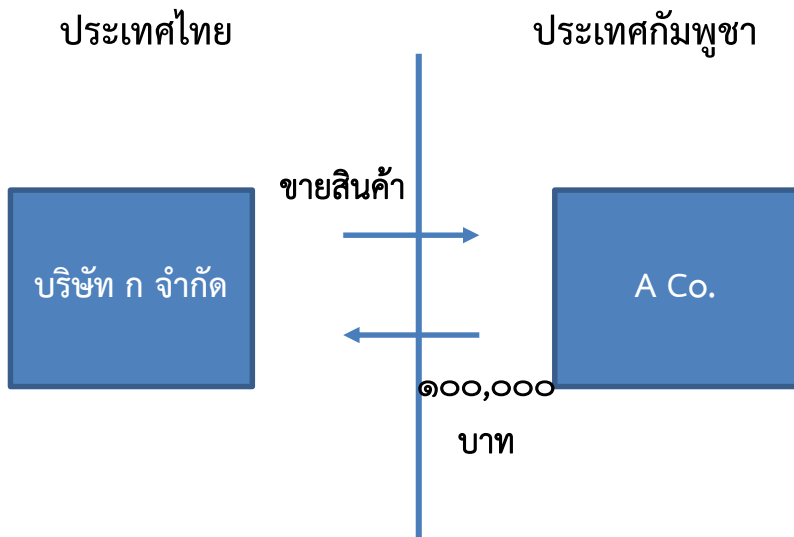 ประเทศไทย
ประเทศกัมพูชา
ขายสินค้า
บริษัท ก จำกัด
A Co.
๑๐๐,๐๐๐
บาท